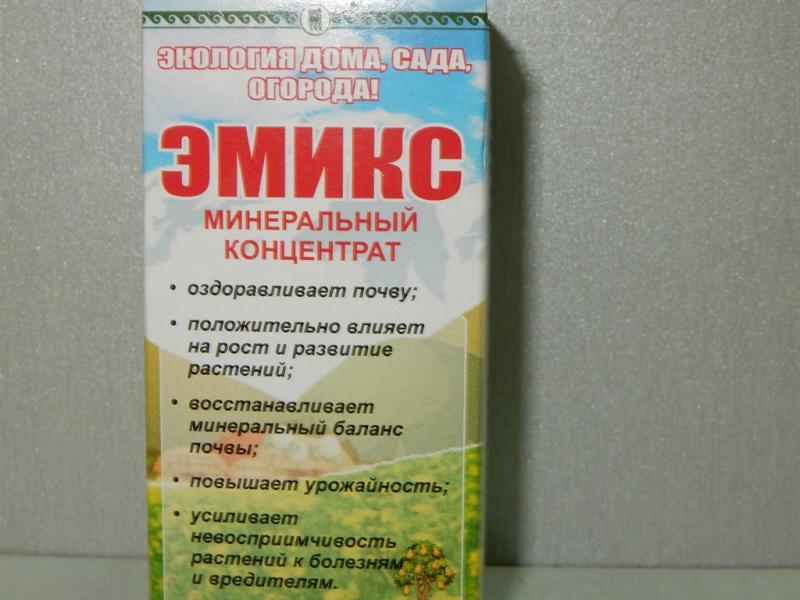 ЭКОЛОГИЯ ДОМА, САДА,
ОГОРОДА!
ЭМИКС
МИНЕРАЛЬНЫЙ
КОНЦЕНТРАТ
• оздоравливает почву;
• положительно влияет
на рост и развитие
растений;
• восстанавливает
минеральный баланс
почвы;
• повышает урожайность;
• усиливает
невосприимчивость
растений к болезням
и вредителям.